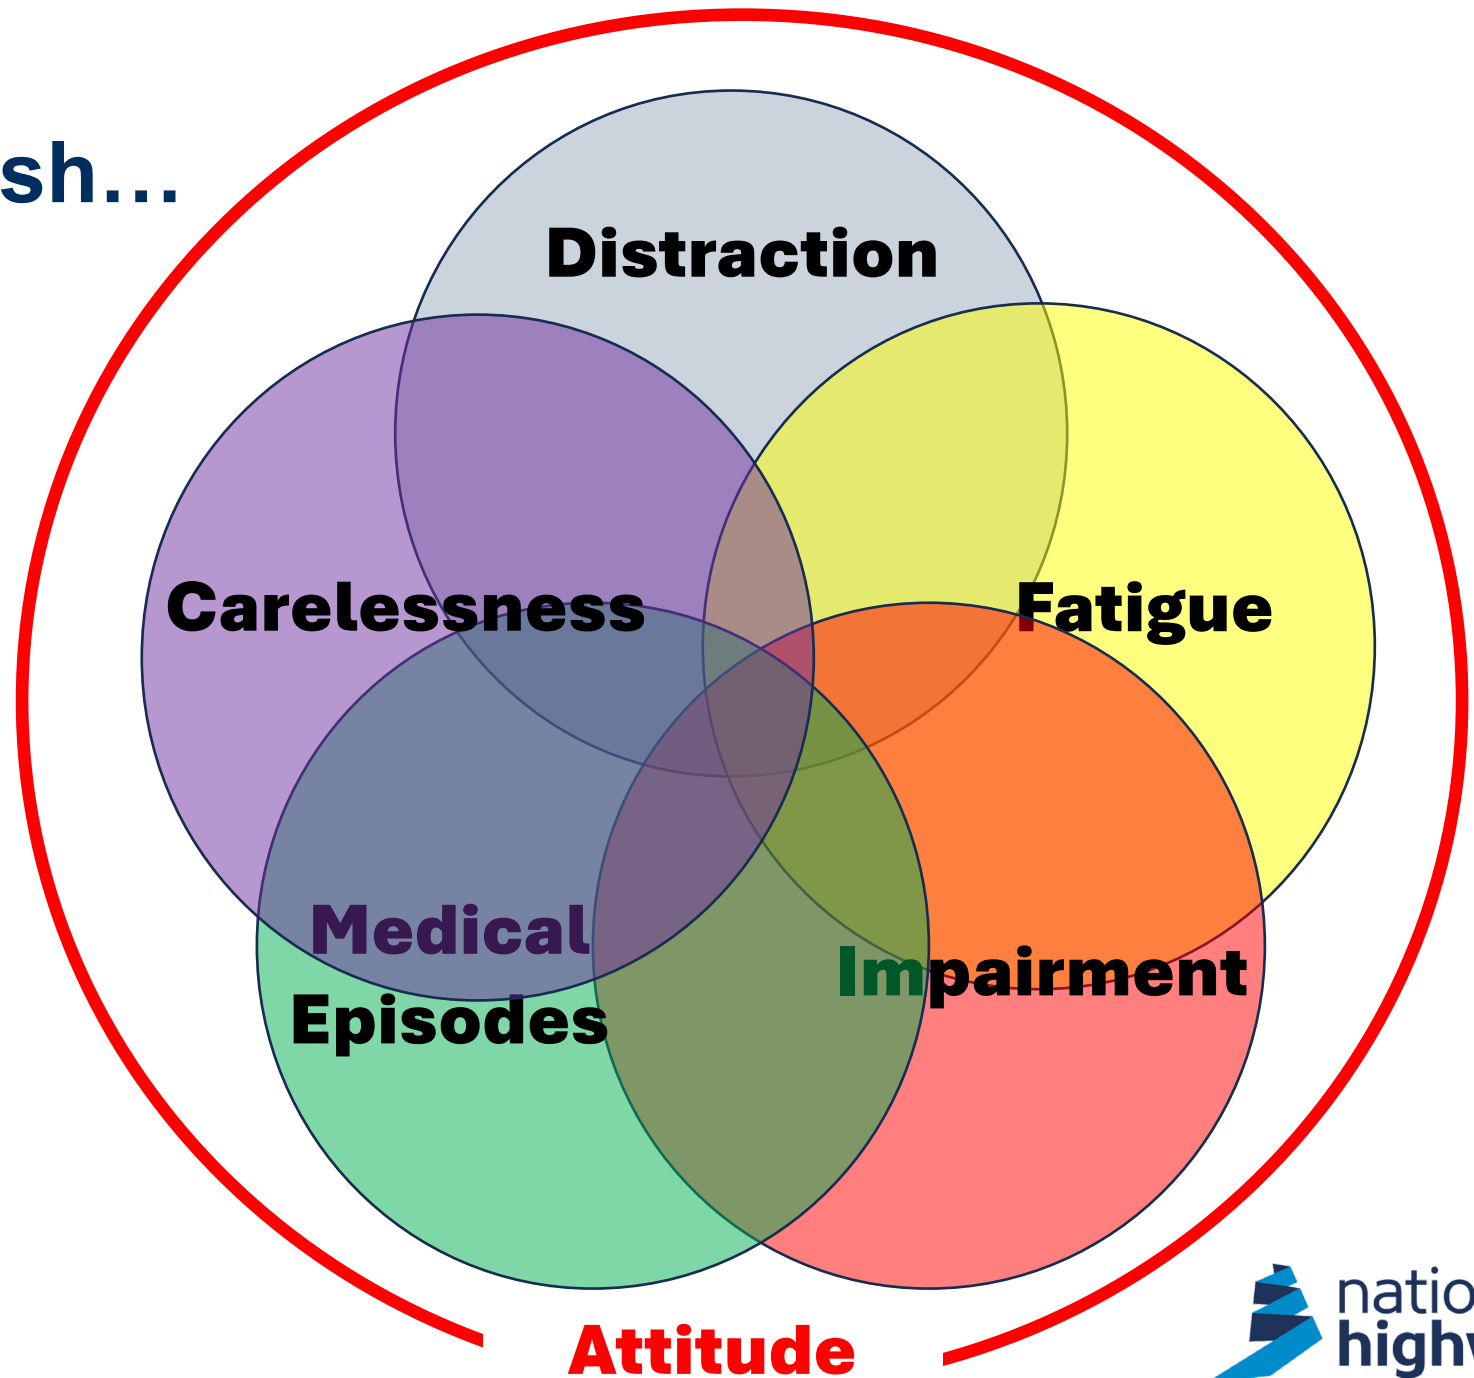 sh...
Distraction
Carelessness
Fatigue
Medical
Episodes
Impairment
Attitude
natio
highw